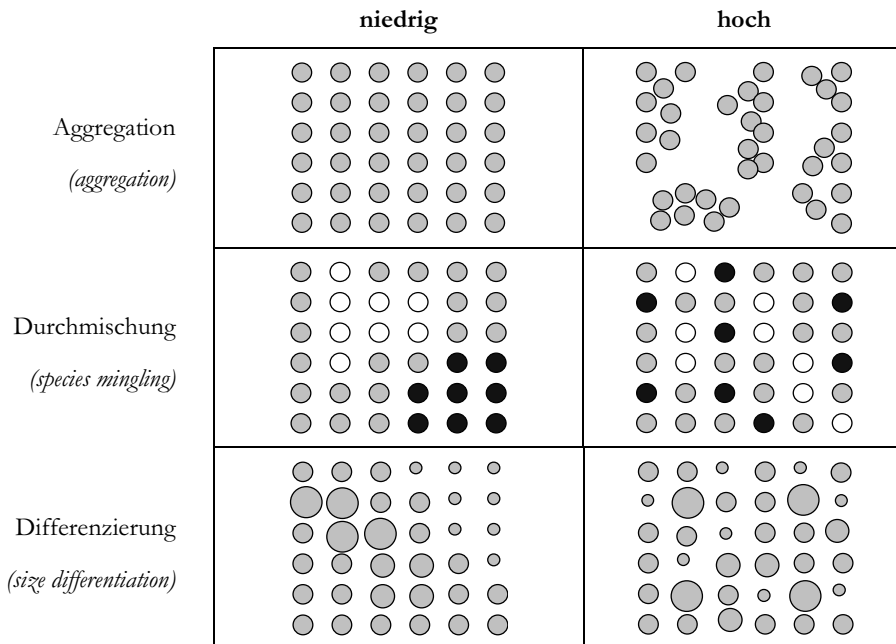 niedrig
hoch
Aggregation
(aggregation)
Durchmischung
(species mingling)
Differenzierung
(size differentiation)